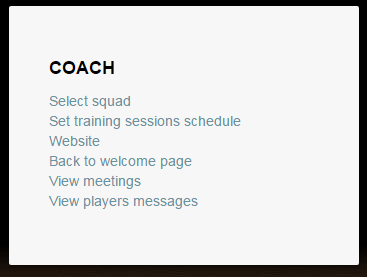 COACH
Select squad
Set training sessions schedule
Website
Back to welcome page
View meetings
View players messages